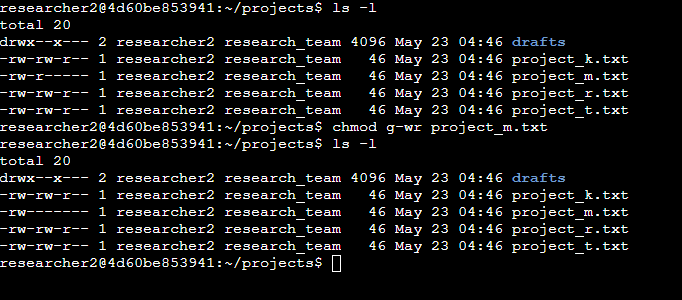 researcher2@4d60be853941:~/projects$ ls -l
total 20
drwx--x--- 2 researcher2 research_team 4096 May 23 04:46 drafts
-rw-rw-r-- 1 researcher2 research_team   46 May 23 04:46 project_k.txt
-rw-r----- 1 researcher2 research_team   46 May 23 04:46 project_m.txt
-rw-rw-r-- 1 researcher2 research_team   46 May 23 04:46 project_r.txt
-rw-rw-r-- 1 researcher2 research_team   46 May 23 04:46 project_t.txt
researcher2@4d60be853941:~/projects$ chmod g-wr project_m.txt
researcher2@4d60be853941:~/projects$ ls -l
total 20
drwx--x--- 2 researcher2 research_team 4096 May 23 04:46 drafts
-rw-rw-r-- 1 researcher2 research_team   46 May 23 04:46 project_k.txt
-rw------- 1 researcher2 research_team   46 May 23 04:46 project_m.txt
-rw-rw-r-- 1 researcher2 research_team   46 May 23 04:46 project_r.txt
-rw-rw-r-- 1 researcher2 research_team   46 May 23 04:46 project_t.txt
researcher2@4d60be853941:~/projects$